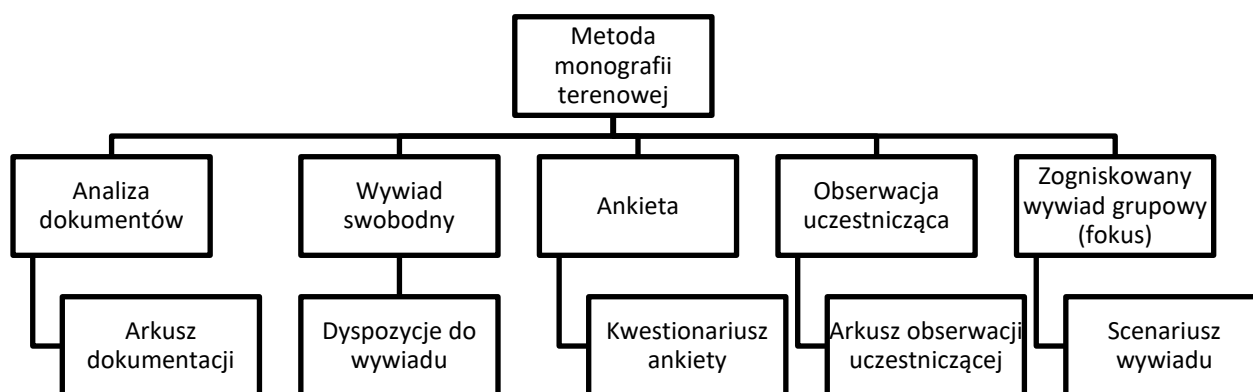 Metoda
monografii
terenowej
Analiza
dokumentów
Wywiad
swobodny
Ankieta
Obserwacja
uczestnicząca
Zogniskowany
wywiad grupowy
(fokus)
Arkusz
dokumentacji
Dyspozycje do
wywiadu
Kwestionariusz
ankiety
Arkusz obserwacji
uczestniczącej
Scenariusz
wywiadu